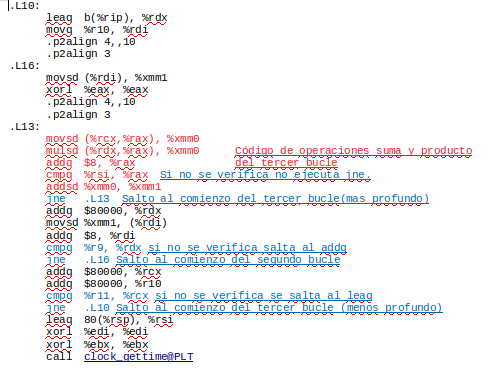 .L10:
leaq b(%rip), %rdx
movq %r10, %rdi
.p2align 4,,10
.p2align 3
.L16:
movsd (%rdi), %xmm1
xorl %eax, %eax
.p2align 4,,10
.p2align 3
.L13:
movsd (%rcx,%rax), %xmm0
mulsd (%rdx,%rax), %xmm0 Código de operaciones suma y producto
addq $8, %rax del tercer bucle
cmpq %rsi, %rax Si no se verifica no ejecuta jne.
addsd %xmm0, %xmm1
jne .L13 Salto al comienzo del tercer bucle(mas profundo)
addq $80000, %rdx
movsd %xmm1, (%rdi)
addq $8, %rdi
cmpq %r9, %rdx si no se verifica salta al addq
jne .L16 Salto al comienzo del segundo bucle
addq $80000, %rcx
addq $80000, %r10
cmpq %r11, %rcx si no se verifica se salta al leaq
jne .L10 Salto al comienzo del tercer bucle (menos profundo)
leaq 80(%rsp), %rsi
xorl %edi, %edi
xorl %ebx, %ebx
call clock_gettime@PLT